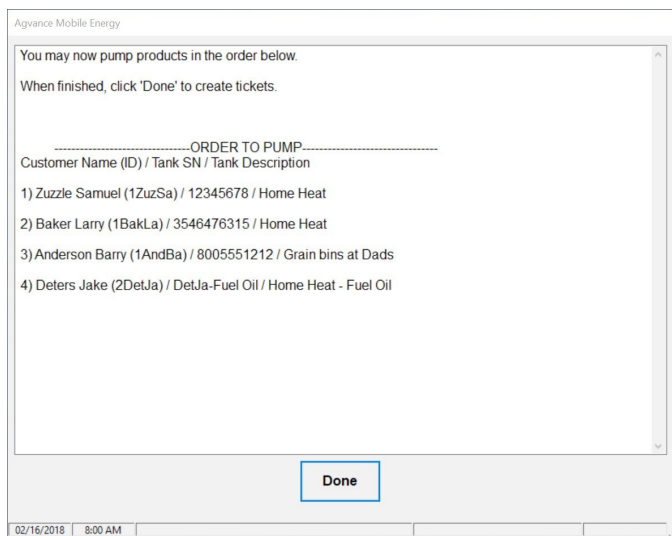 Agvance Mobile Energy
You may now pump products in the order below.
When finished, click 'Done' to create tickets.
--------------------------------ORDER TO PUMP--------------------------------
Customer Name (ID) / Tank SN / Tank Description
1) Zuzzle Samuel (1ZuzSa) / 12345678 / Home Heat
2) Baker Larry (1BakLa) / 3546476315 / Home Heat
3) Anderson Barry (1AndBa) / 8005551212 / Grain bins at Dads
4) Deters Jake (2DetJa) / DetJa-Fuel Oil / Home Heat - Fuel Oil
Done
02/16/2018 8:00 AM